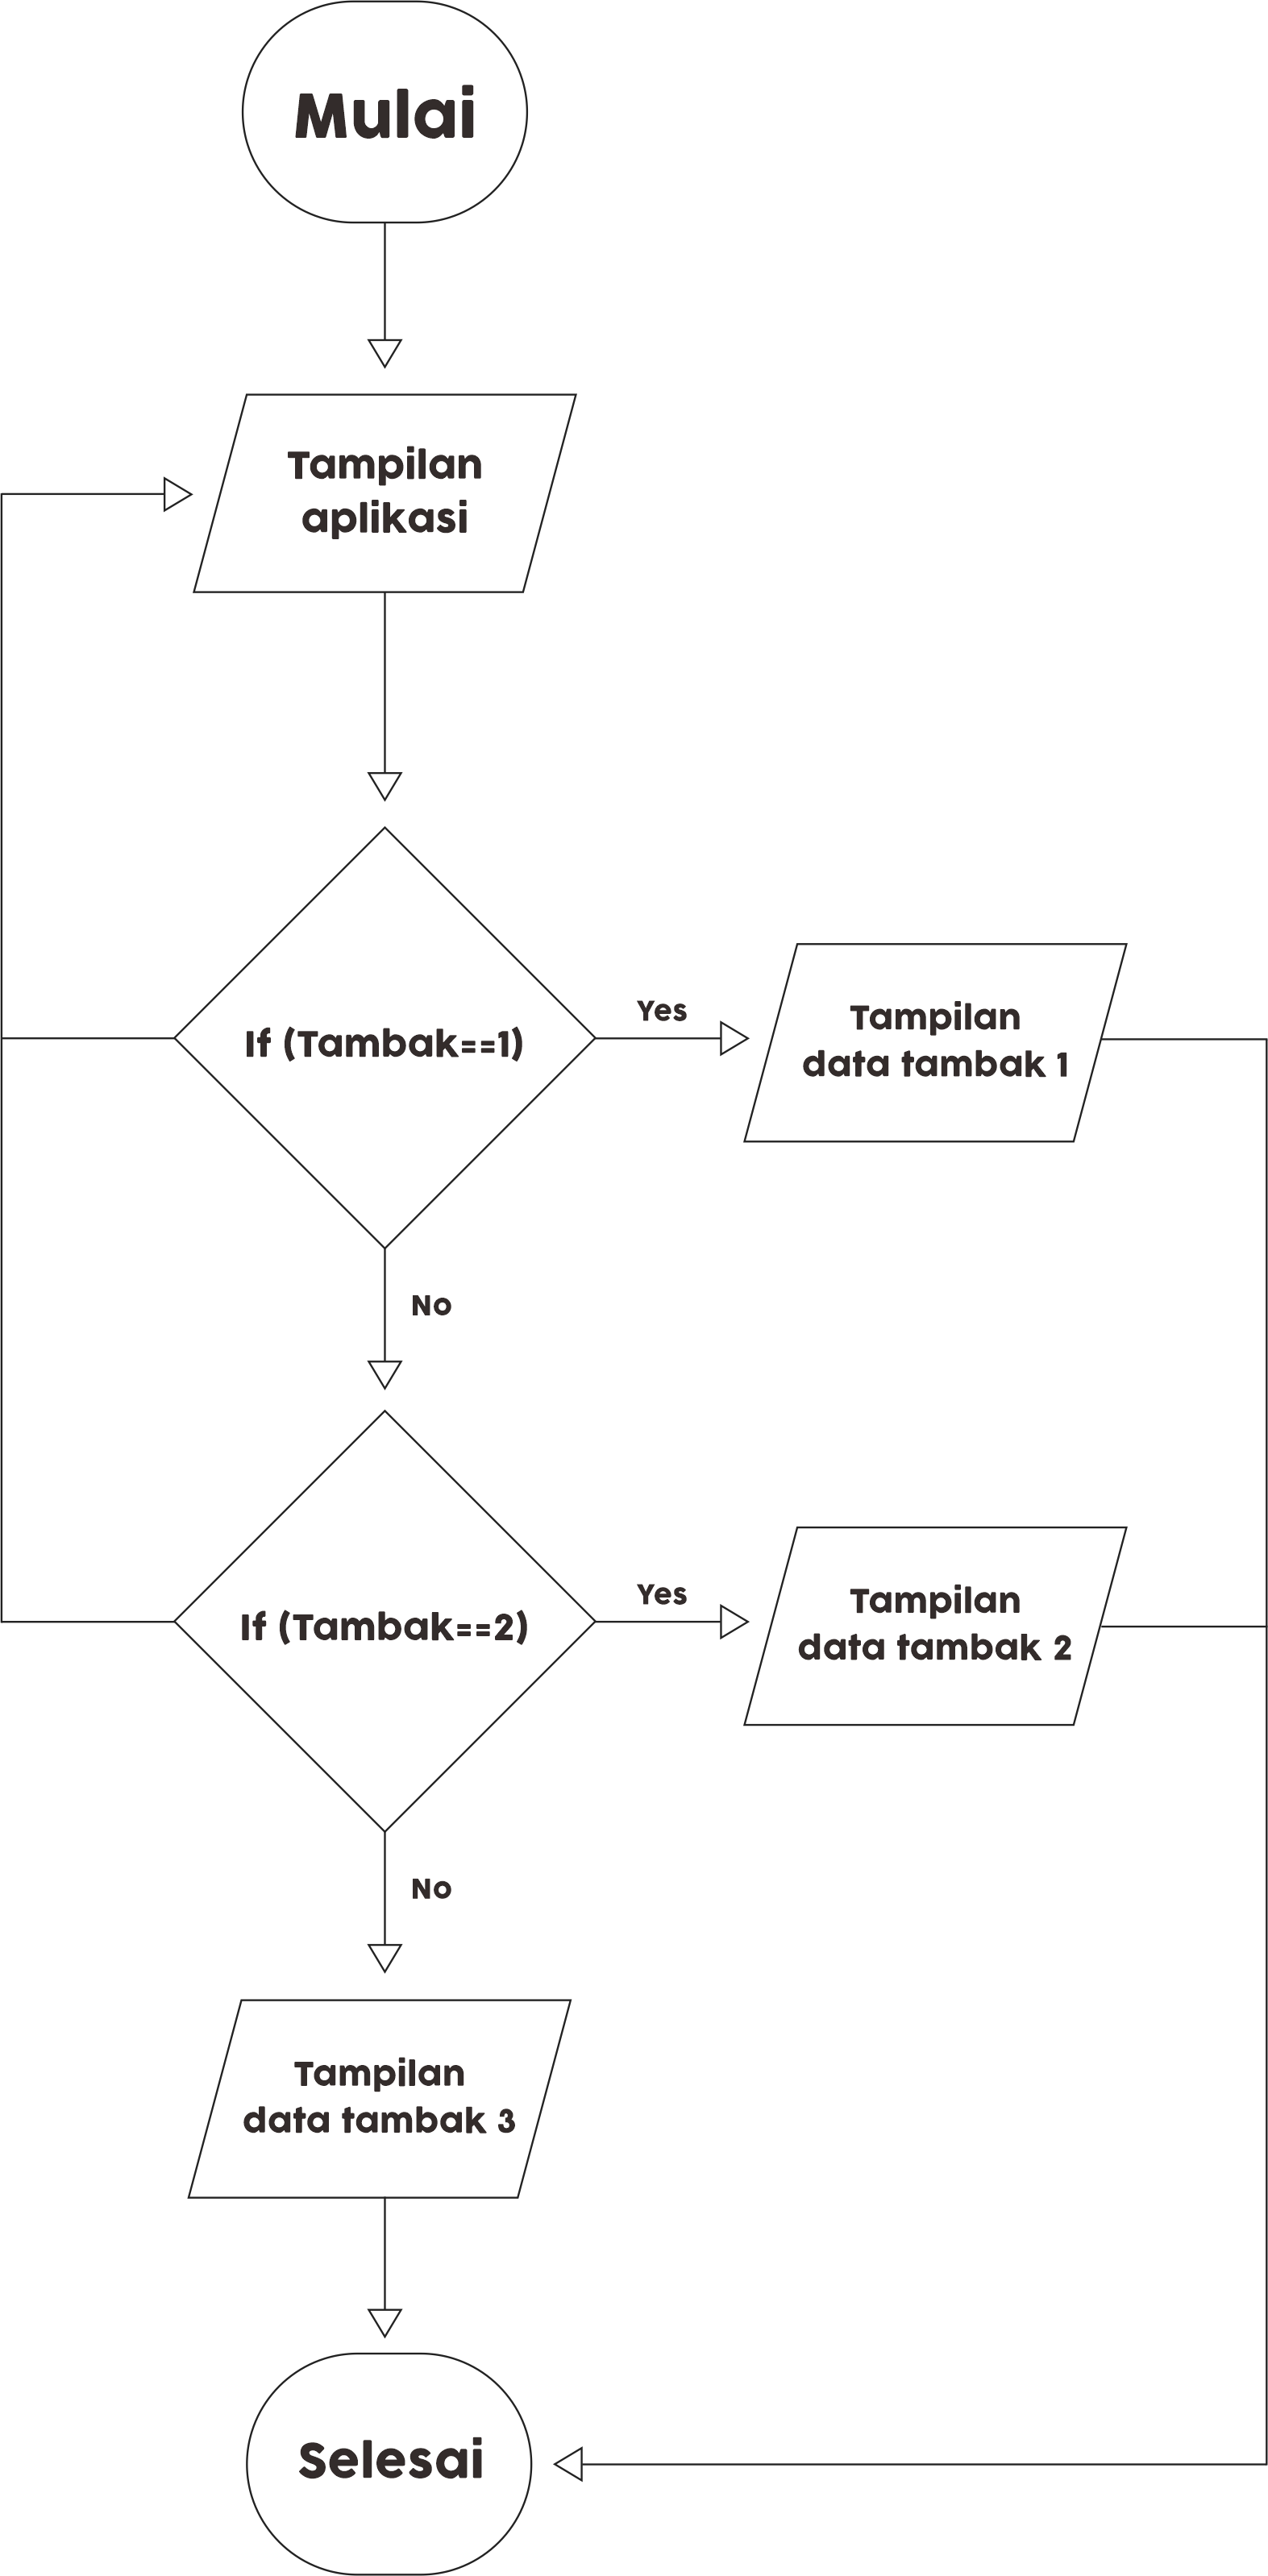 Mulai
Tampilan
aplikasi
If (Tambak==1)
Yes
Tampilan
data tambak 1
No
If (Tambak==2)
Yes
Tampilan
data tambak 2
No
Tampilan
data tambak 3
Selesai